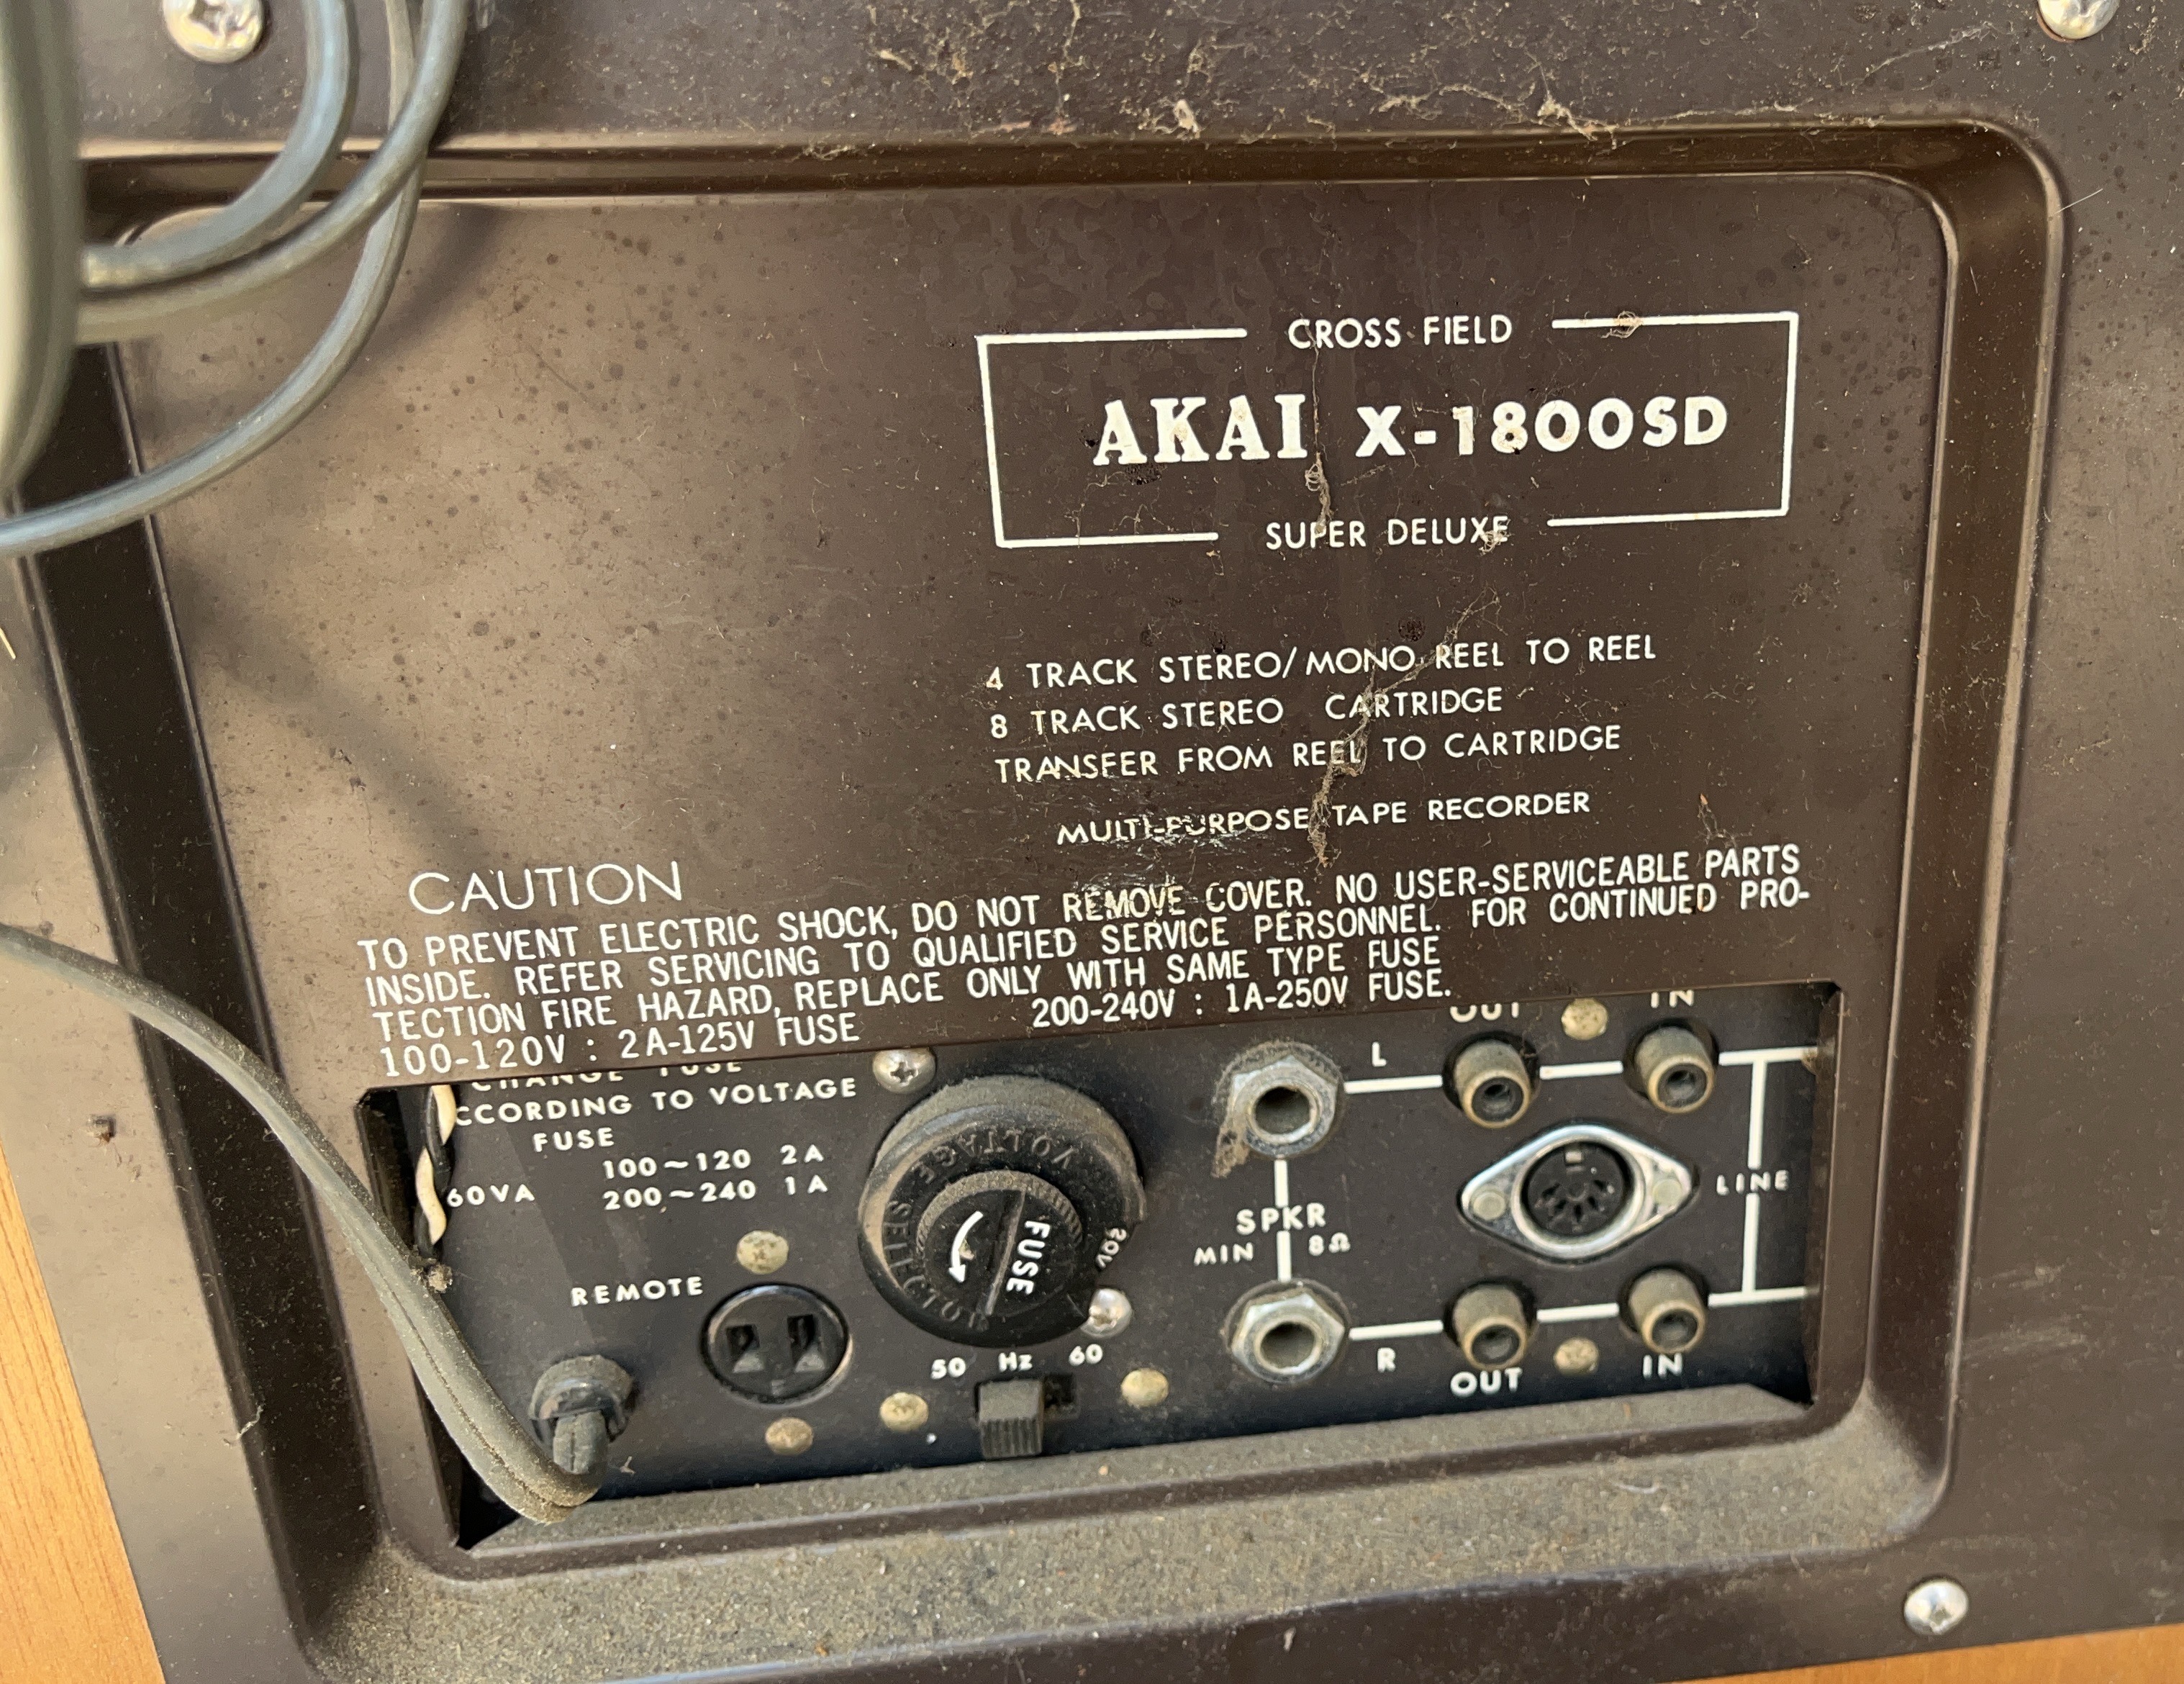 CROSS FIELD
AKAI X-1800SD
SUPER DELUXE
4 TRACK STEREO/MONO REEL TO REEL
8 TRACK STEREO CARTRIDGE
TRANSFER FROM REEL TO CARTRIDGE
MULTI-PURPOSE TAPE RECORDER
CAUTION
TO PREVENT ELECTRIC SHOCK, DO NOT REMOVE COVER. NO USER-SERVICEABLE PARTS
INSIDE. REFER SERVICING TO QUALIFIED SERVICE PERSONNEL. FOR CONTINUED PRO-
TECTION FIRE HAZARD, REPLACE ONLY WITH SAME TYPE FUSE
100-120V : 2A-125V FUSE 200-240V : 1A-250V FUSE.
CHANGE FUSE
CCORDING TO VOLTAGE
FUSE
100~120 2A
60VA 200~240 1A
REMOTE
VOLTAGE SELE
FUSE
20V
50 Hz 60
OUT IN
L
LINE
SPKR
MIN 8Ω
R
OUT IN